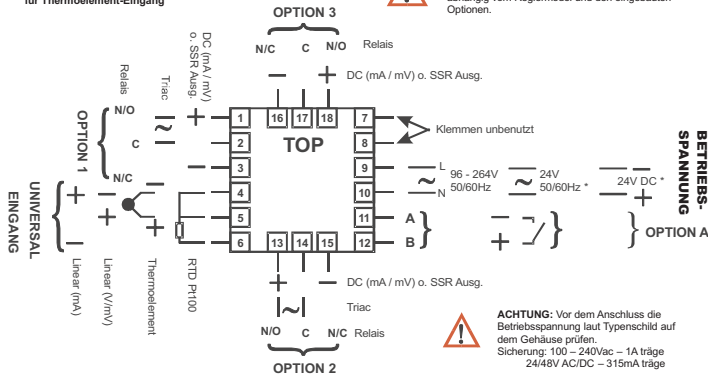 für Thermoelement-Eingang
abhängig vom Reglermodell und den eingebauten
Optionen.
OPTION 3
N/C C N/O Relais
DC (mA / mV) o. SSR Ausg.
Relais
Triac
DC (mA / mV)
o. SSR Ausg.
OPTION 1
N/O
C
N/C
1
2
3
4
5
6
16 17 18
TOP
13 14 15
7
8
9
10
11
12
Klemmen unbenutzt
L
N
96 - 264V
50/60Hz
24V
50/60Hz *
24V DC *
BETRIEBS-
SPANNUNG
A
B
OPTION A
UNIVERSAL
EINGANG
Linear (mA)
Linear (V/mV)
Thermoelement
RTD Pt100
DC (mA / mV) o. SSR Ausg.
Triac
N/O C N/C Relais
OPTION 2
ACHTUNG: Vor dem Anschluss die
Betriebsspannung laut Typenschild auf
dem Gehäuse prüfen.
Sicherung: 100 – 240Vac – 1A träge
24/48V AC/DC – 315mA träge